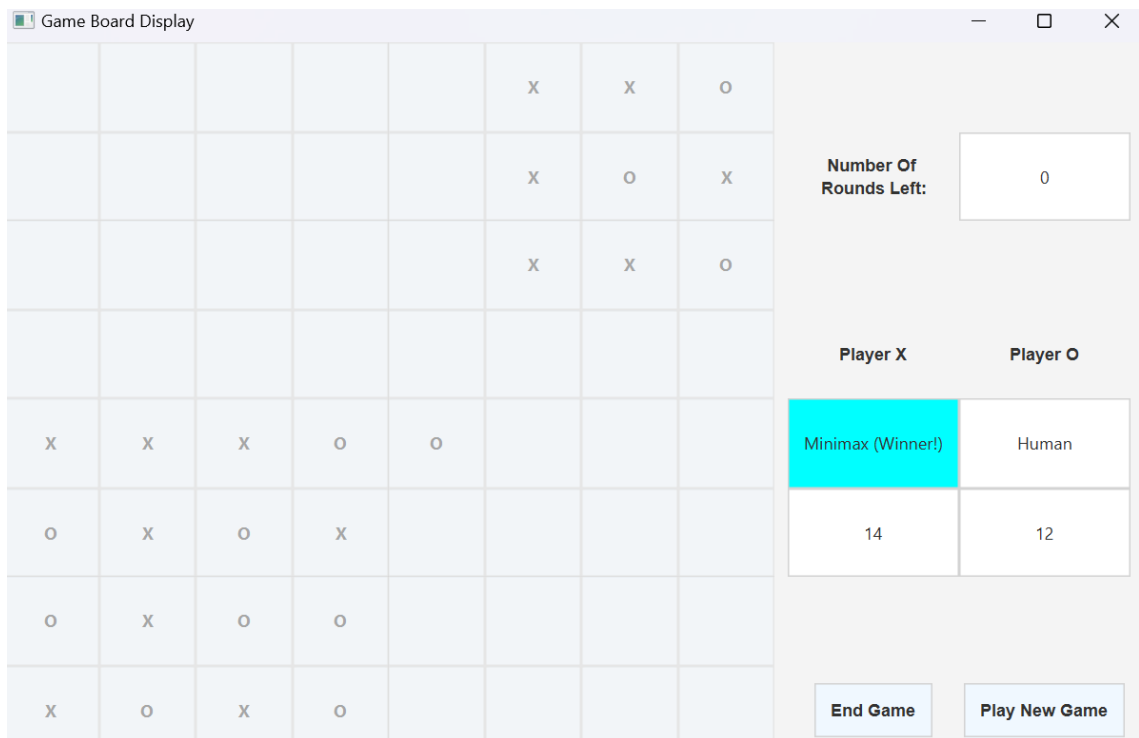 Game Board Display
X X O
Number Of
Rounds Left:
0
X O X
X X O
Player X Player O
X X X O O
Minimax (Winner!) Human
O X O X
14 12
O X O O
X O X O
End Game Play New Game